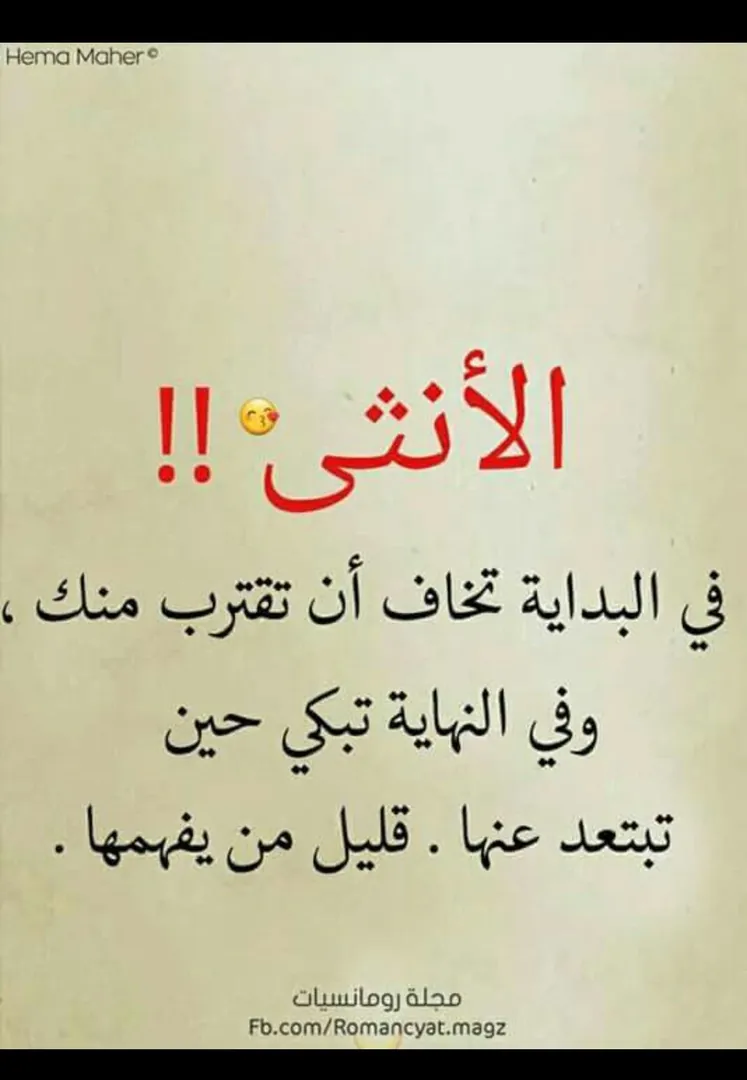 Hema Maher ©
الأنثى 😙 !!
في البداية تخاف أن تقترب منك ،
وفي النهاية تبكي حين
تبتعد عنها . قليل من يفهمها .
مجلة رومانسيات
Fb.com/Romancyat.magz